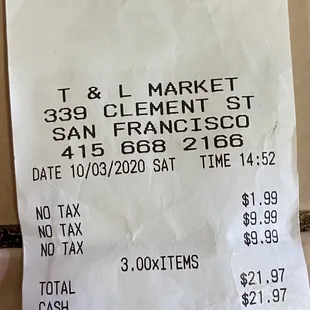 T & L MARKET
339 CLEMENT ST
SAN FRANCISCO
415 668 2166
DATE 10/03/2020 SAT TIME 14:52
NO TAX $1.99
NO TAX $9.99
NO TAX $9.99
3.00xITEMS
TOTAL $21.97
CASH $21.97